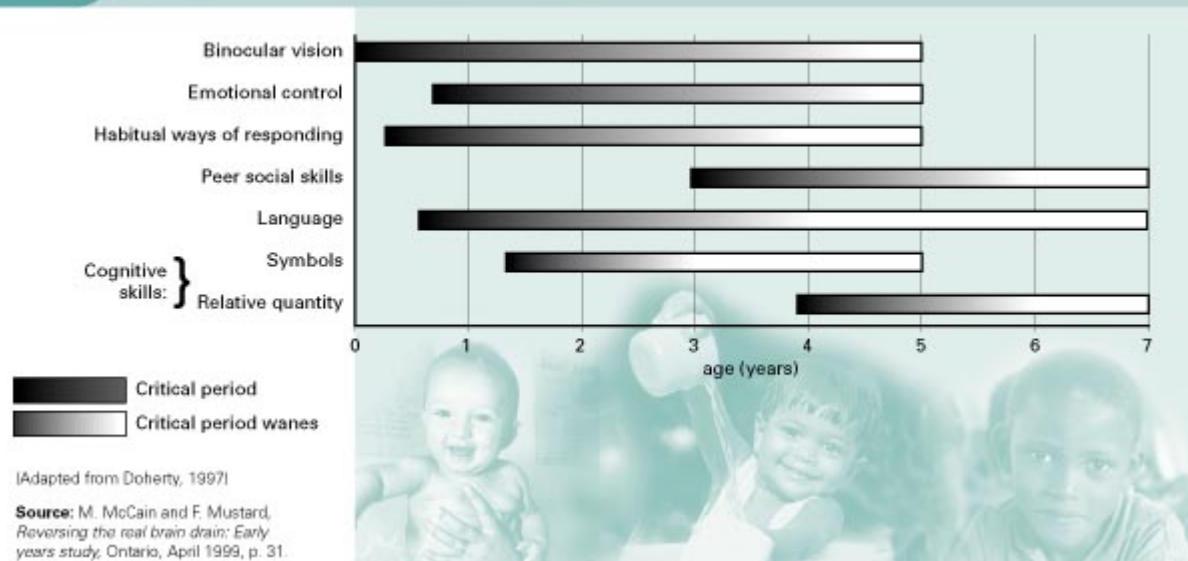 Binocular vision
Emotional control
Habitual ways of responding
Peer social skills
Language
Symbols
Cognitive
skills:
Relative quantity
0 1 2 3 4 5 6 7
age (years)
Critical period
Critical period wanes
(Adapted from Doherty, 1997)
Source: M. McCain and F. Mustard,
Reversing the real brain drain: Early
years study, Ontario, April 1999, p. 31.